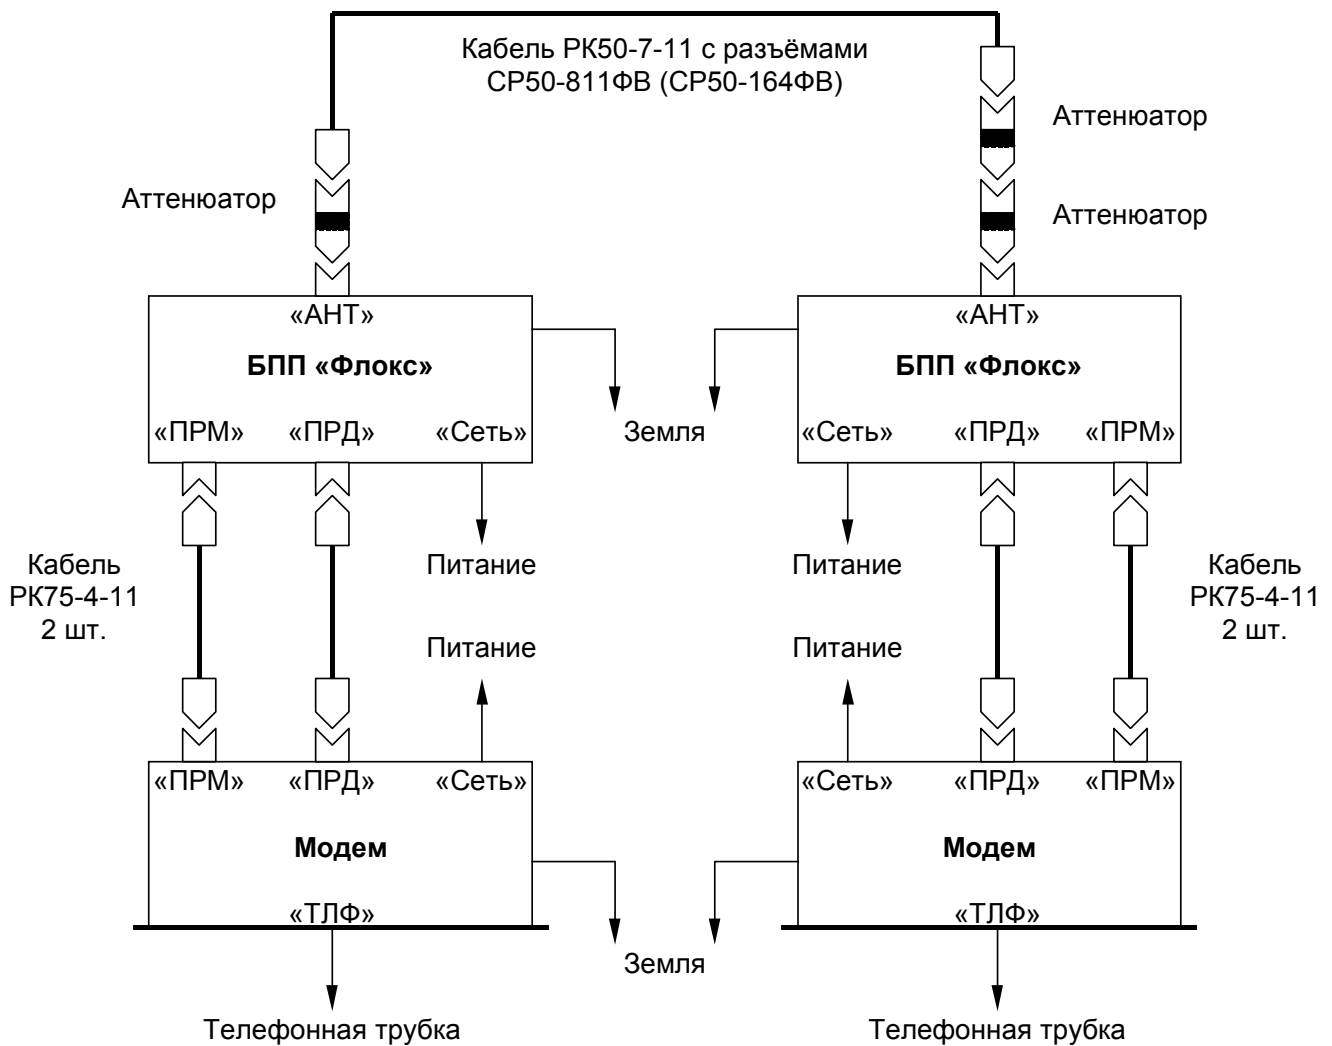 Кабель РК50-7-11 с разъёмами
СР50-811ФВ (СР50-164ФВ)
Аттенюатор
Аттенюатор
Аттенюатор
«АНТ»
«АНТ»
БПП «Флокс»
БПП «Флокс»
«ПРМ» «ПРД» «Сеть»
Земля
«Сеть» «ПРД» «ПРМ»
Кабель
РК75-4-11
2 шт.
Питание
Питание
Кабель
РК75-4-11
2 шт.
Питание
Питание
«ПРМ» «ПРД» «Сеть»
«Сеть» «ПРД» «ПРМ»
Модем
Модем
«ТЛФ»
«ТЛФ»
Земля
Телефонная трубка
Телефонная трубка